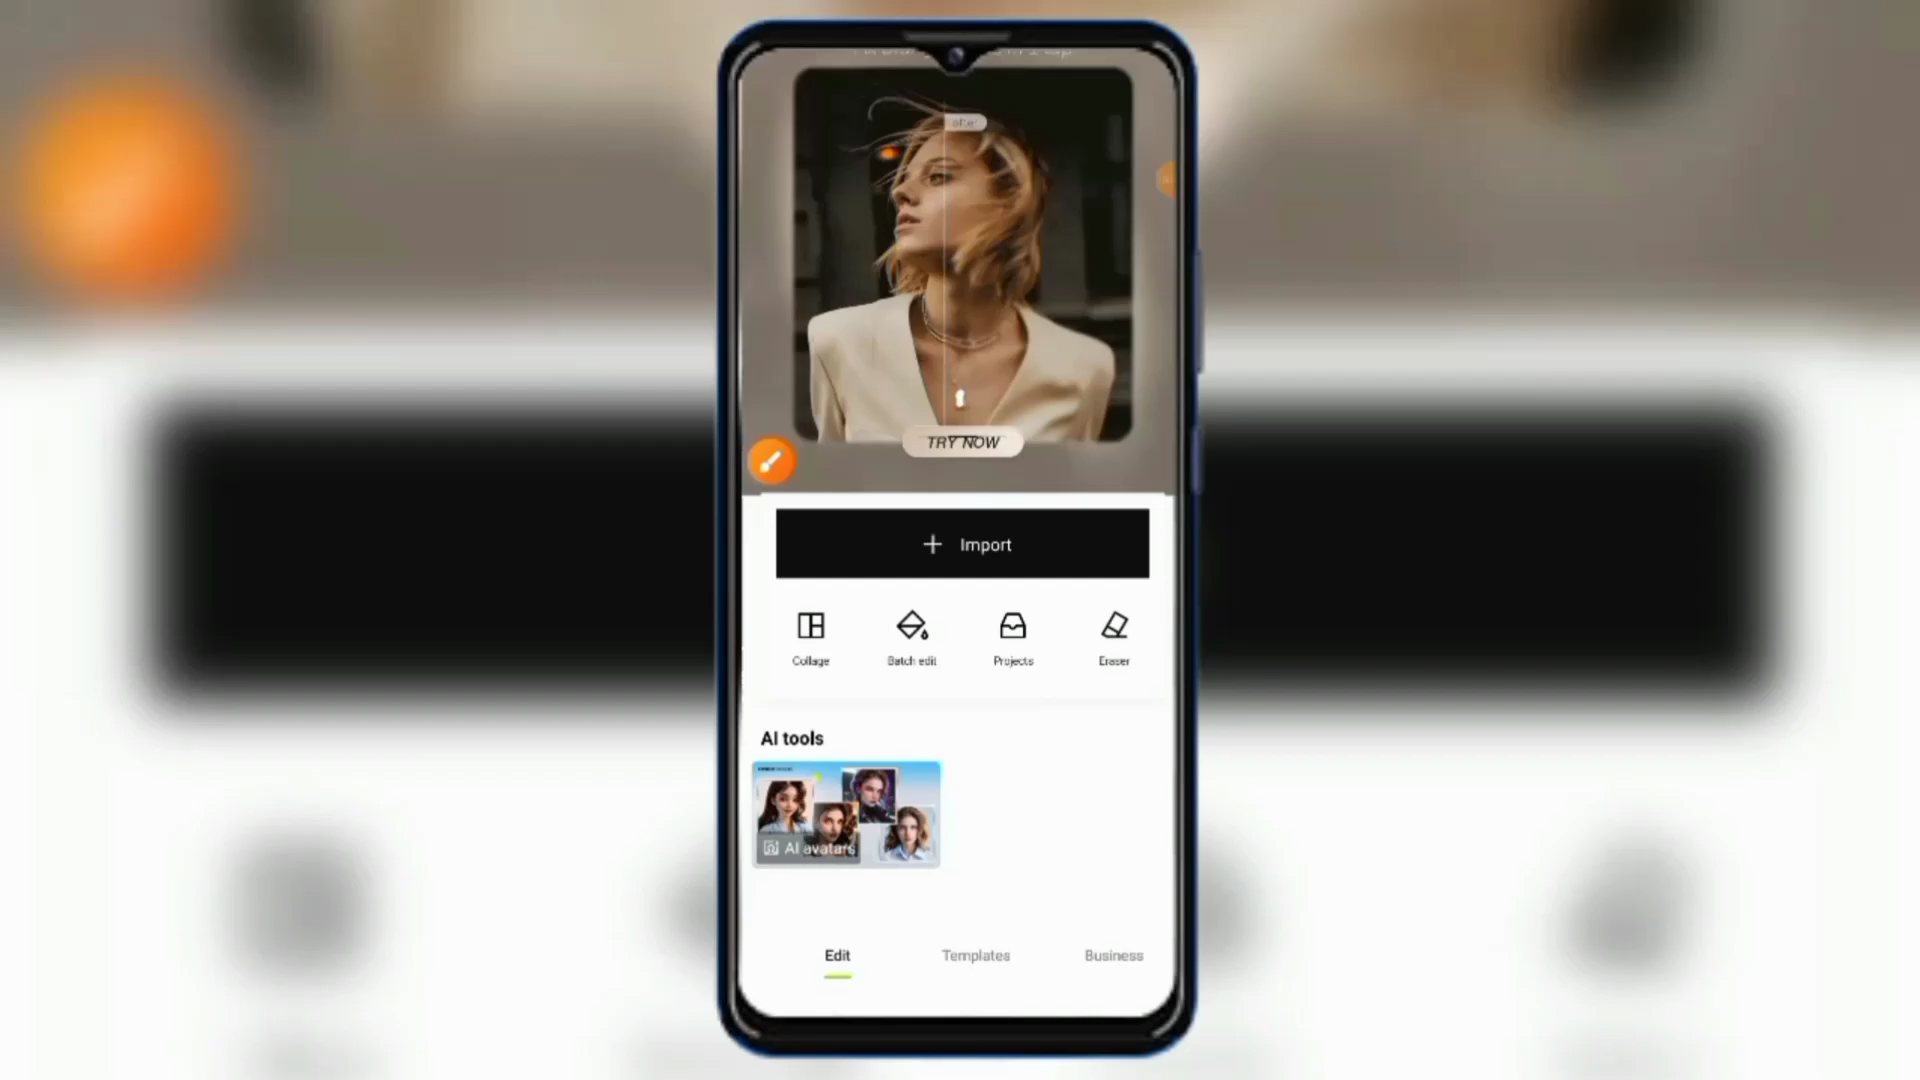 after
TRY NOW
Import
Collage
Batch edit
Projects
Eraser
AI tools
AI avatars
Edit
Templates
Business